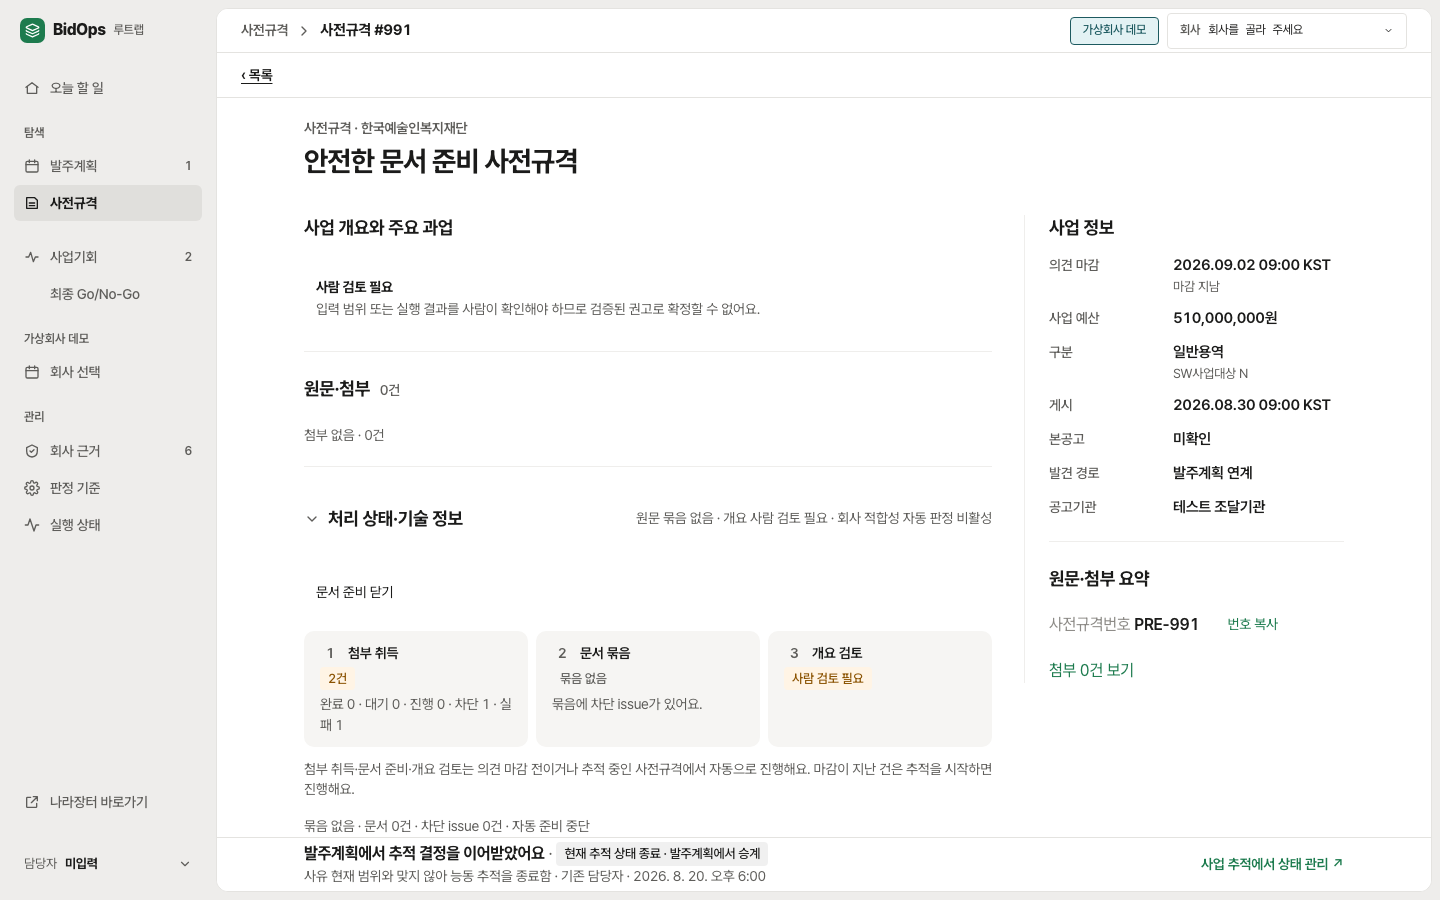 BidOps 루트랩
오늘 할 일
탐색
발주계획 1
사전규격
사업기회 2
최종 Go/No-Go
가상회사 데모
회사 선택
관리
회사 근거 6
판정 기준
실행 상태
나라장터 바로가기
담당자 미입력
사전규격 > 사전규격 #991
가상회사 데모
회사 회사를 골라 주세요
‹ 목록
사전규격 · 한국예술인복지재단
안전한 문서 준비 사전규격
사업 개요와 주요 과업
사람 검토 필요
입력 범위 또는 실행 결과를 사람이 확인해야 하므로 검증된 권고로 확정할 수 없어요.
원문·첨부 0건
첨부 없음 · 0건
처리 상태·기술 정보
원문 묶음 없음 · 개요 사람 검토 필요 · 회사 적합성 자동 판정 비활성
문서 준비 닫기
1 첨부 취득
2건
완료 0 · 대기 0 · 진행 0 · 차단 1 · 실
패 1
2 문서 묶음
묶음 없음
묶음에 차단 issue가 있어요.
3 개요 검토
사람 검토 필요
첨부 취득·문서 준비·개요 검토는 의견 마감 전이거나 추적 중인 사전규격에서 자동으로 진행해요. 마감이 지난 건은 추적을 시작하면
진행해요.
묶음 없음 · 문서 0건 · 차단 issue 0건 · 자동 준비 중단
사업 정보
의견 마감 2026.09.02 09:00 KST
마감 지남
사업 예산 510,000,000원
구분 일반용역
SW사업대상 N
게시 2026.08.30 09:00 KST
본공고 미확인
발견 경로 발주계획 연계
공고기관 테스트 조달기관
원문·첨부 요약
사전규격번호 PRE-991 번호 복사
첨부 0건 보기
발주계획에서 추적 결정을 이어받았어요 · 현재 추적 상태 종료 · 발주계획에서 승계
사유 현재 범위와 맞지 않아 능동 추적을 종료함 · 기존 담당자 · 2026. 8. 20. 오후 6:00
사업 추적에서 상태 관리 ↗